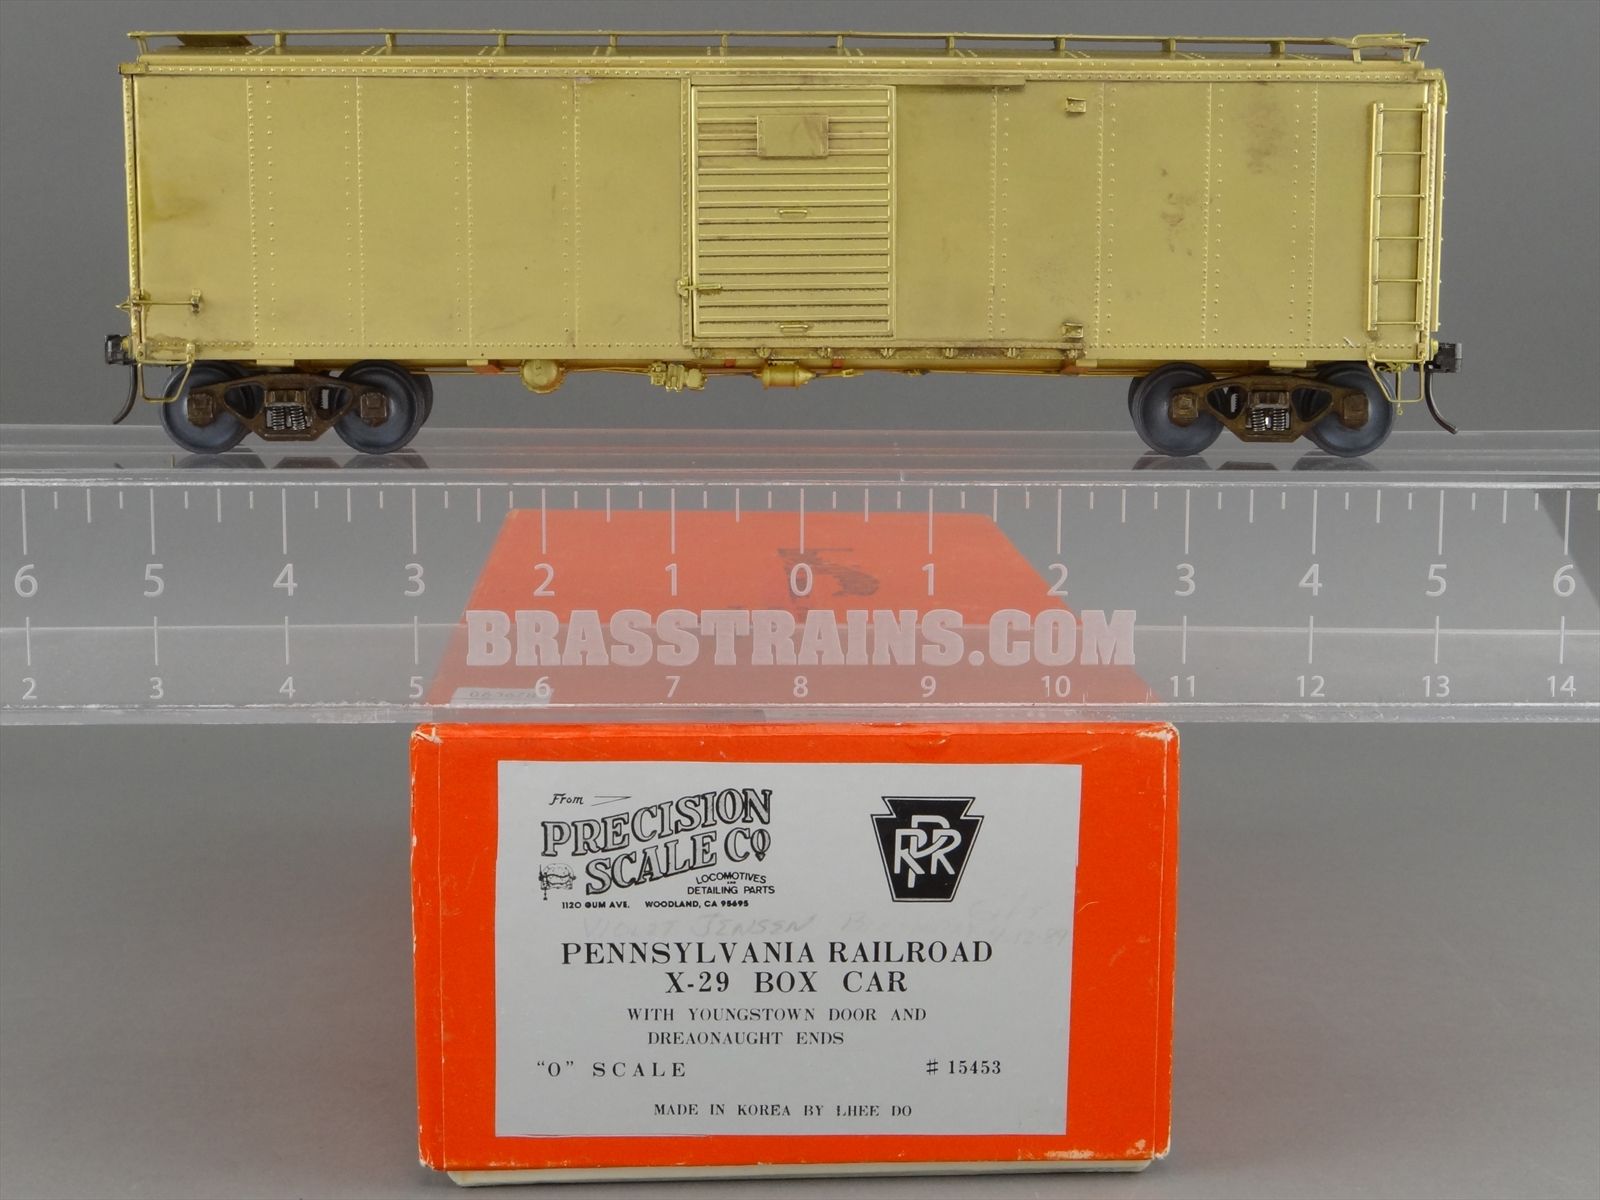 6 5 4 3 2 1 0 1 2 3 4 5 6
BRASSTRAINS.COM
2 3 4 5 6 7 8 9 10 11 12 13 14
From
PRECISION
SCALE CO
LOCOMOTIVES
AND
DETAILING PARTS
1120 GUM AVE. WOODLAND, CA 95695
PRR
VIOLET JENSEN
PENNSYLVANIA RAILROAD
X-29 BOX CAR
WITH YOUNGSTOWN DOOR AND
DREAONAUGHT ENDS
"O" SCALE # 15453
MADE IN KOREA BY LHEE DO